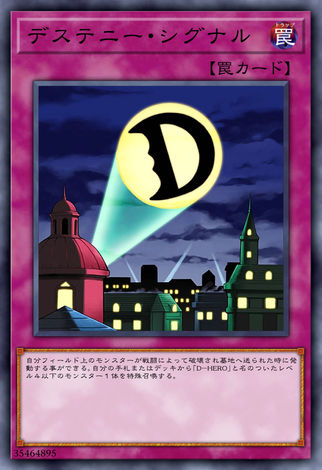 デステニー・シグナル
トラップ
罠
【罠カード】
D
自分フィールド上のモンスターが戦闘によって破壊され墓地へ送られた時に発
動する事ができる。自分の手札またはデッキから「D-HERO」と名のついたレベ
ル４以下のモンスター１体を特殊召喚する。
35464895